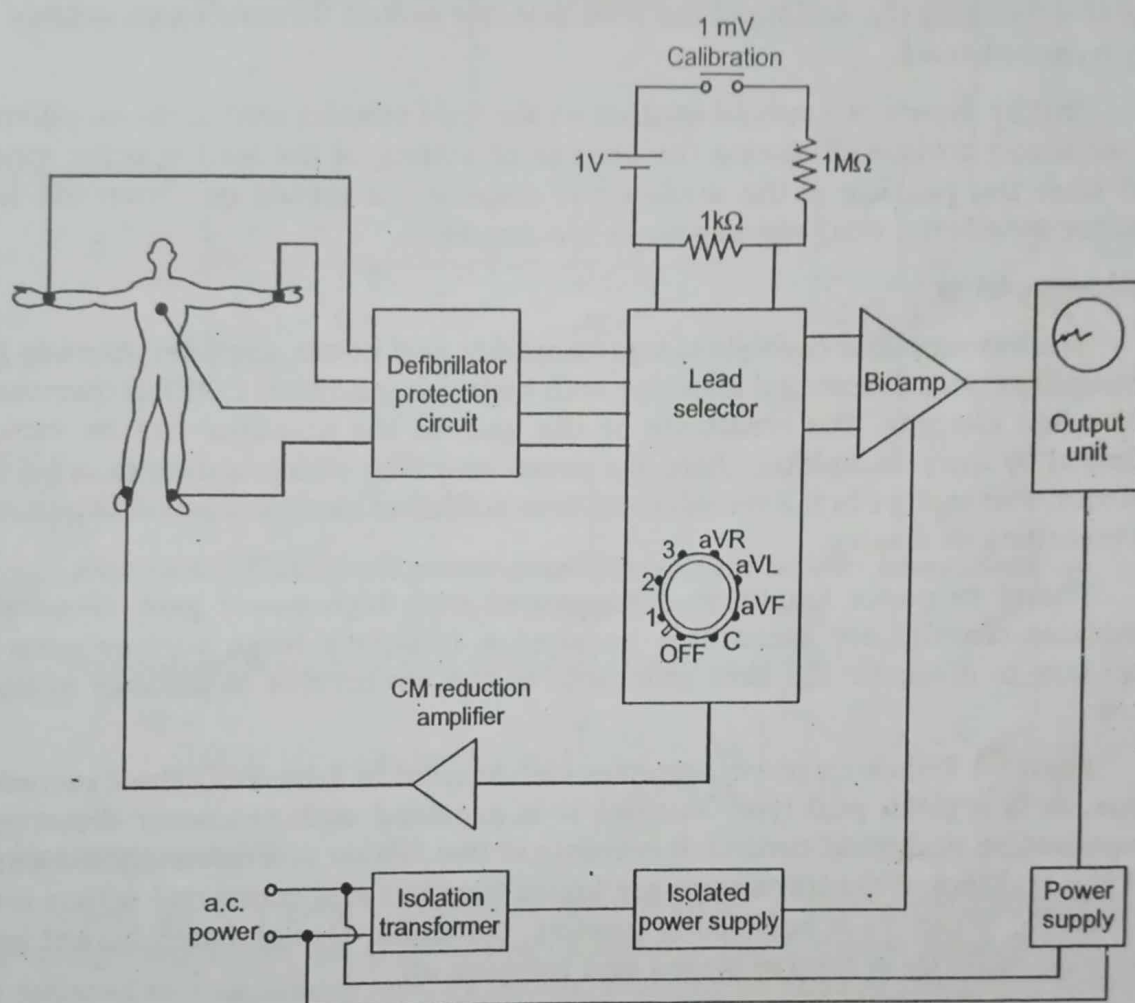 1 mV
Calibration
1V
1MΩ
1kΩ
Defibrillator
protection
circuit
Lead
selector
Bioamp
Output
unit
3
aVR
2
aVL
1
aVF
OFF
C
CM reduction
amplifier
a.c.
power
Isolation
transformer
Isolated
power supply
Power
supply